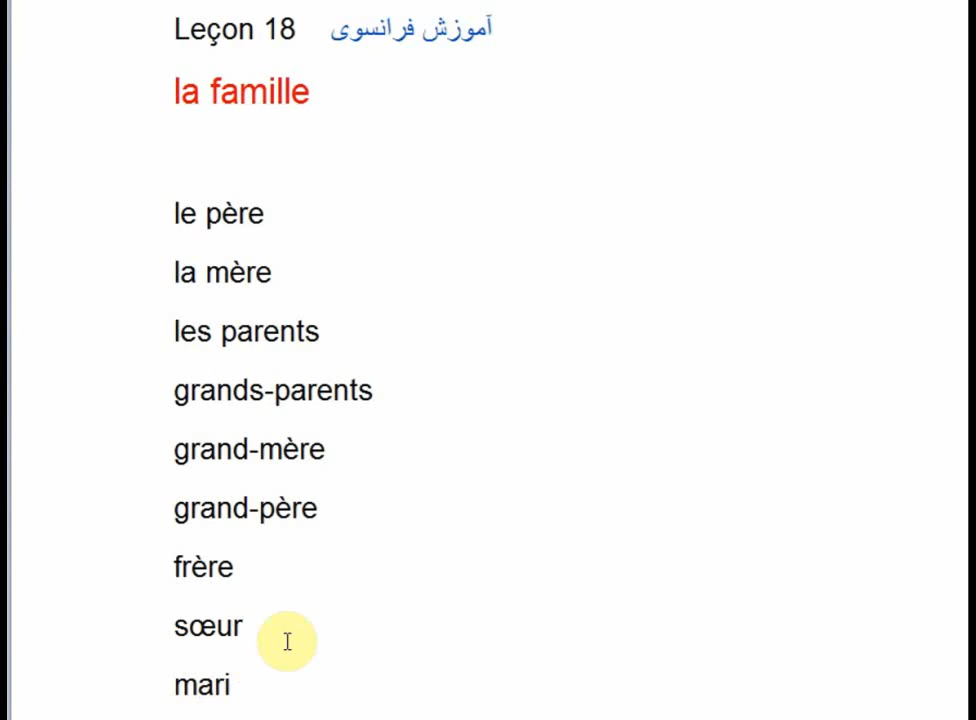 Leçon 18 آموزش فرانسوی
la famille
le père
la mère
les parents
grands-parents
grand-mère
grand-père
frère
sœur
mari